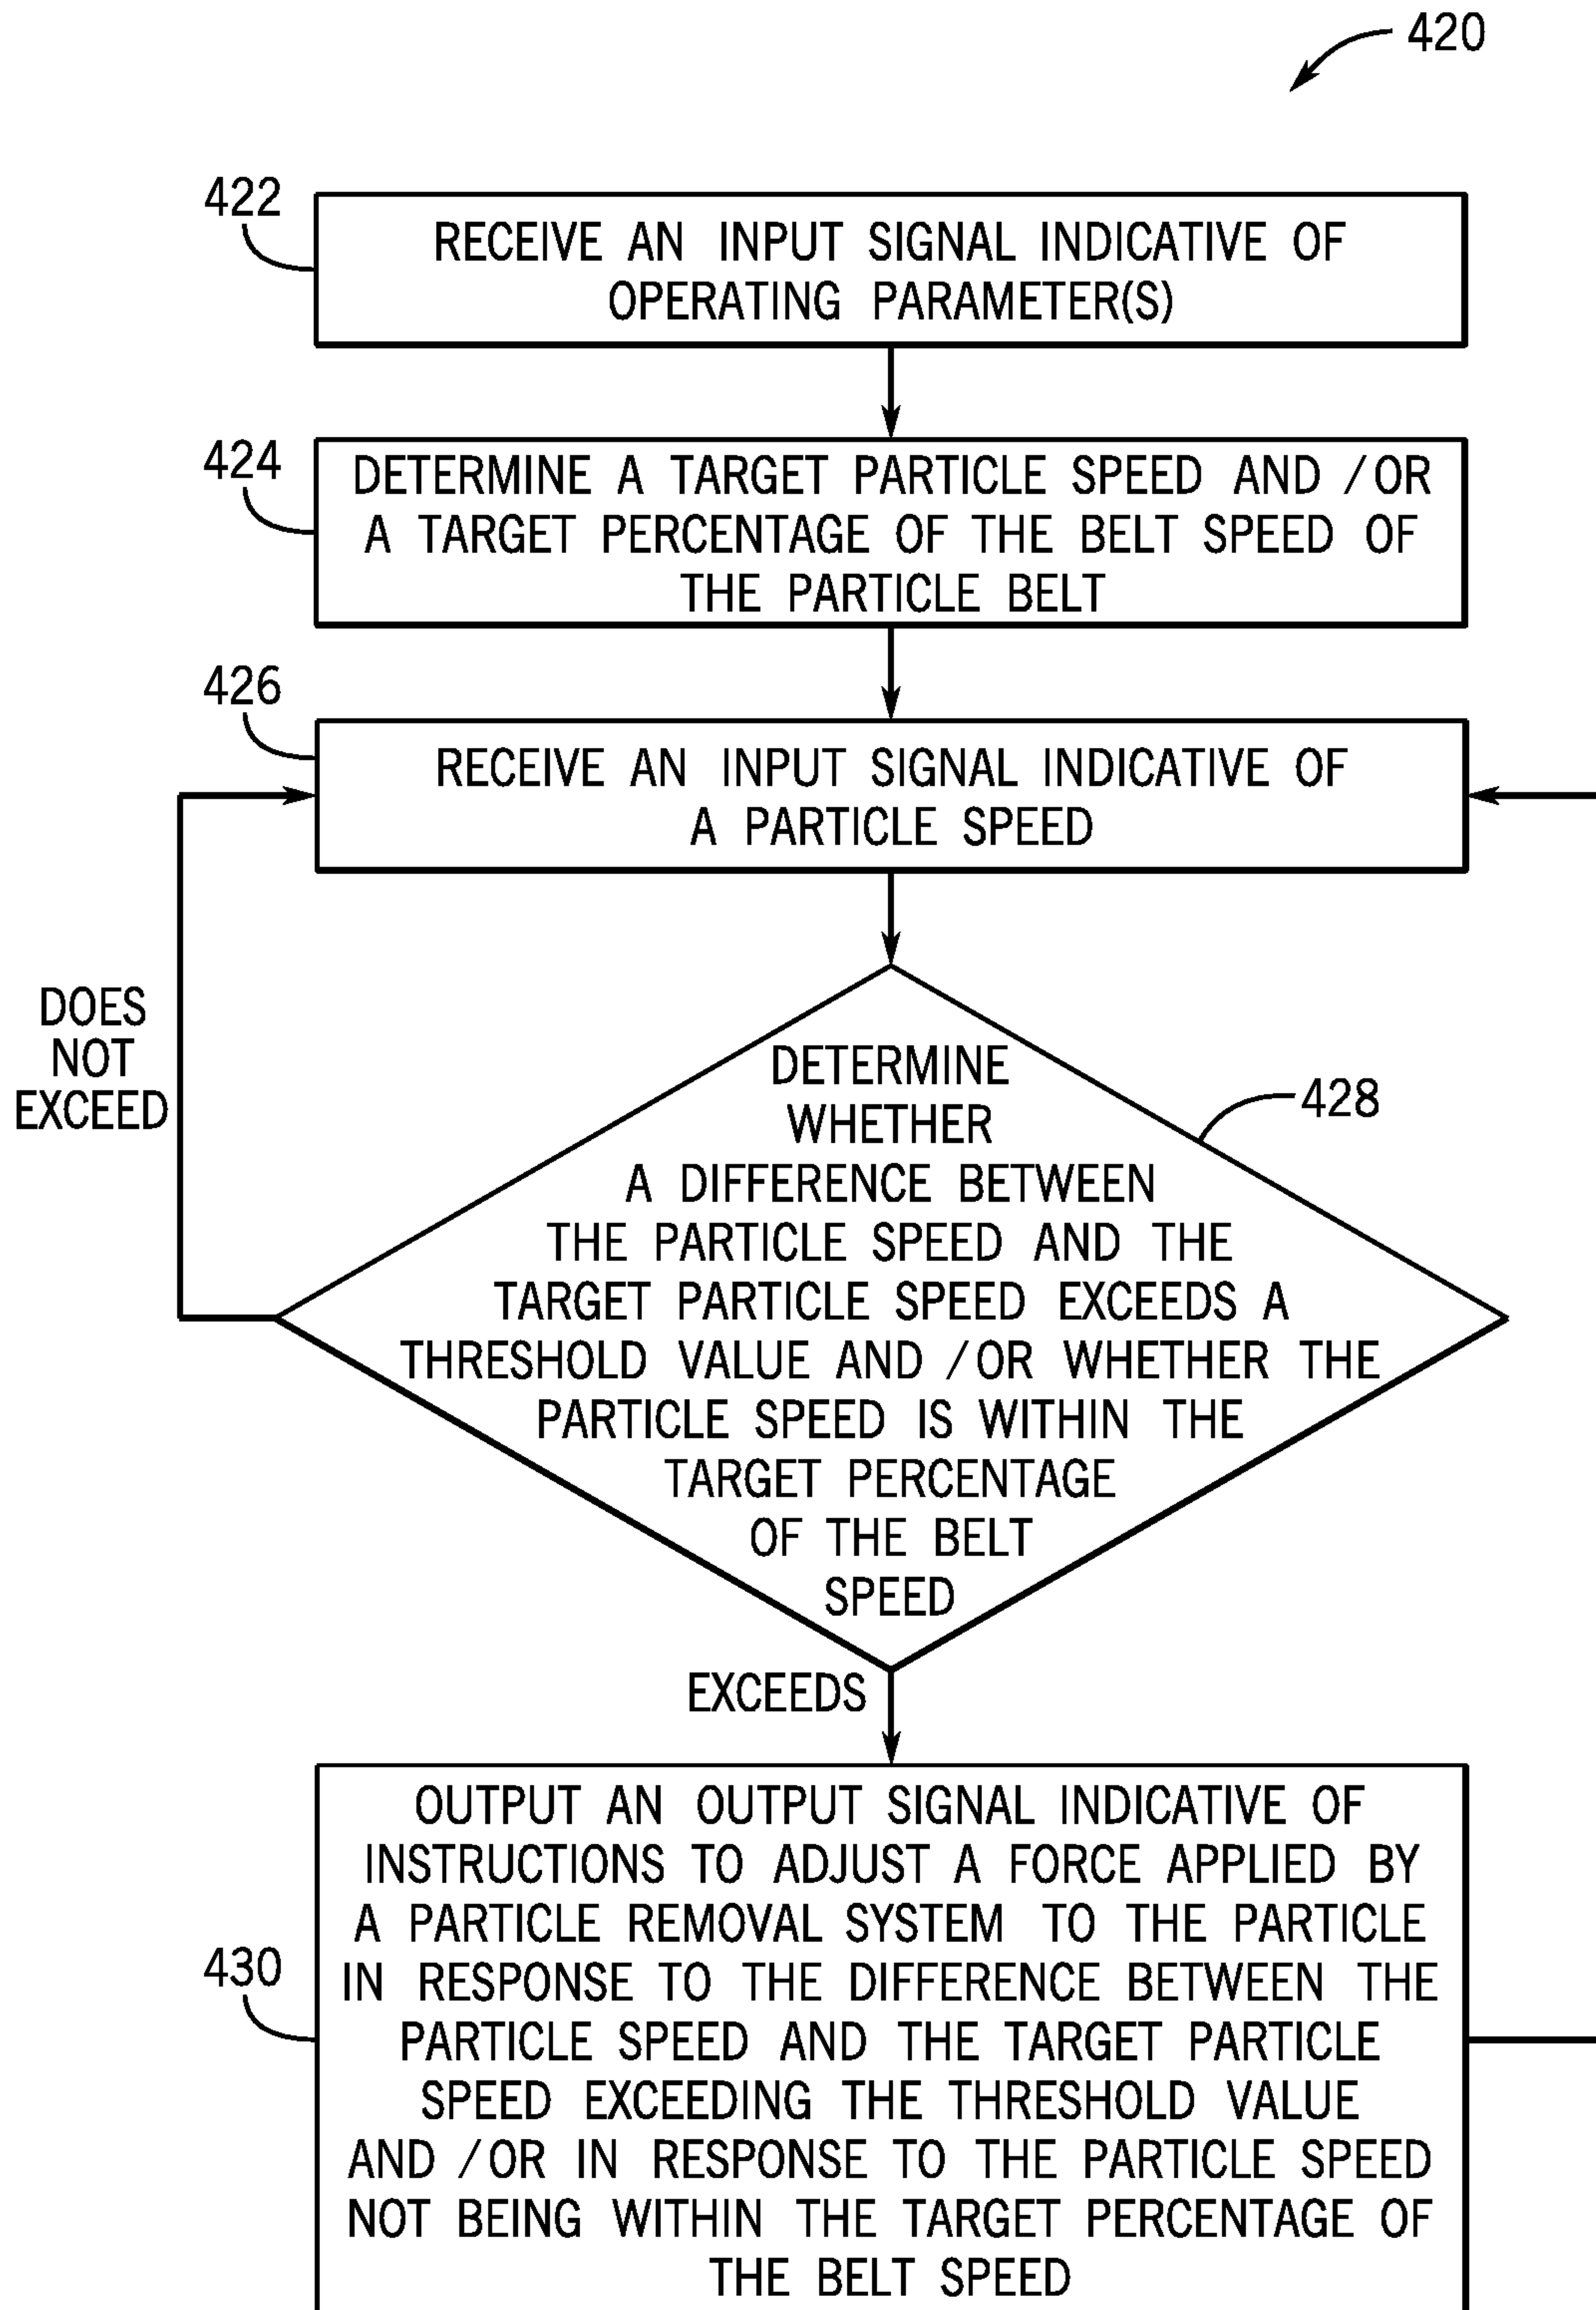 420
422
RECEIVE AN INPUT SIGNAL INDICATIVE OF
OPERATING PARAMETER(S)
424
DETERMINE A TARGET PARTICLE SPEED AND /OR
A TARGET PERCENTAGE OF THE BELT SPEED OF
THE PARTICLE BELT
426
RECEIVE AN INPUT SIGNAL INDICATIVE OF
A PARTICLE SPEED
DOES
NOT
EXCEED
DETERMINE
WHETHER
A DIFFERENCE BETWEEN
THE PARTICLE SPEED AND THE
TARGET PARTICLE SPEED EXCEEDS A
THRESHOLD VALUE AND /OR WHETHER THE
PARTICLE SPEED IS WITHIN THE
TARGET PERCENTAGE
OF THE BELT
SPEED
428
EXCEEDS
430
OUTPUT AN OUTPUT SIGNAL INDICATIVE OF
INSTRUCTIONS TO ADJUST A FORCE APPLIED BY
A PARTICLE REMOVAL SYSTEM TO THE PARTICLE
IN RESPONSE TO THE DIFFERENCE BETWEEN THE
PARTICLE SPEED AND THE TARGET PARTICLE
SPEED EXCEEDING THE THRESHOLD VALUE
AND /OR IN RESPONSE TO THE PARTICLE SPEED
NOT BEING WITHIN THE TARGET PERCENTAGE OF
THE BELT SPEED